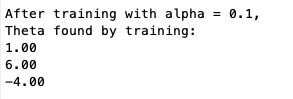 After training with alpha = 0.1,
Theta found by training:
1.00
6.00
-4.00